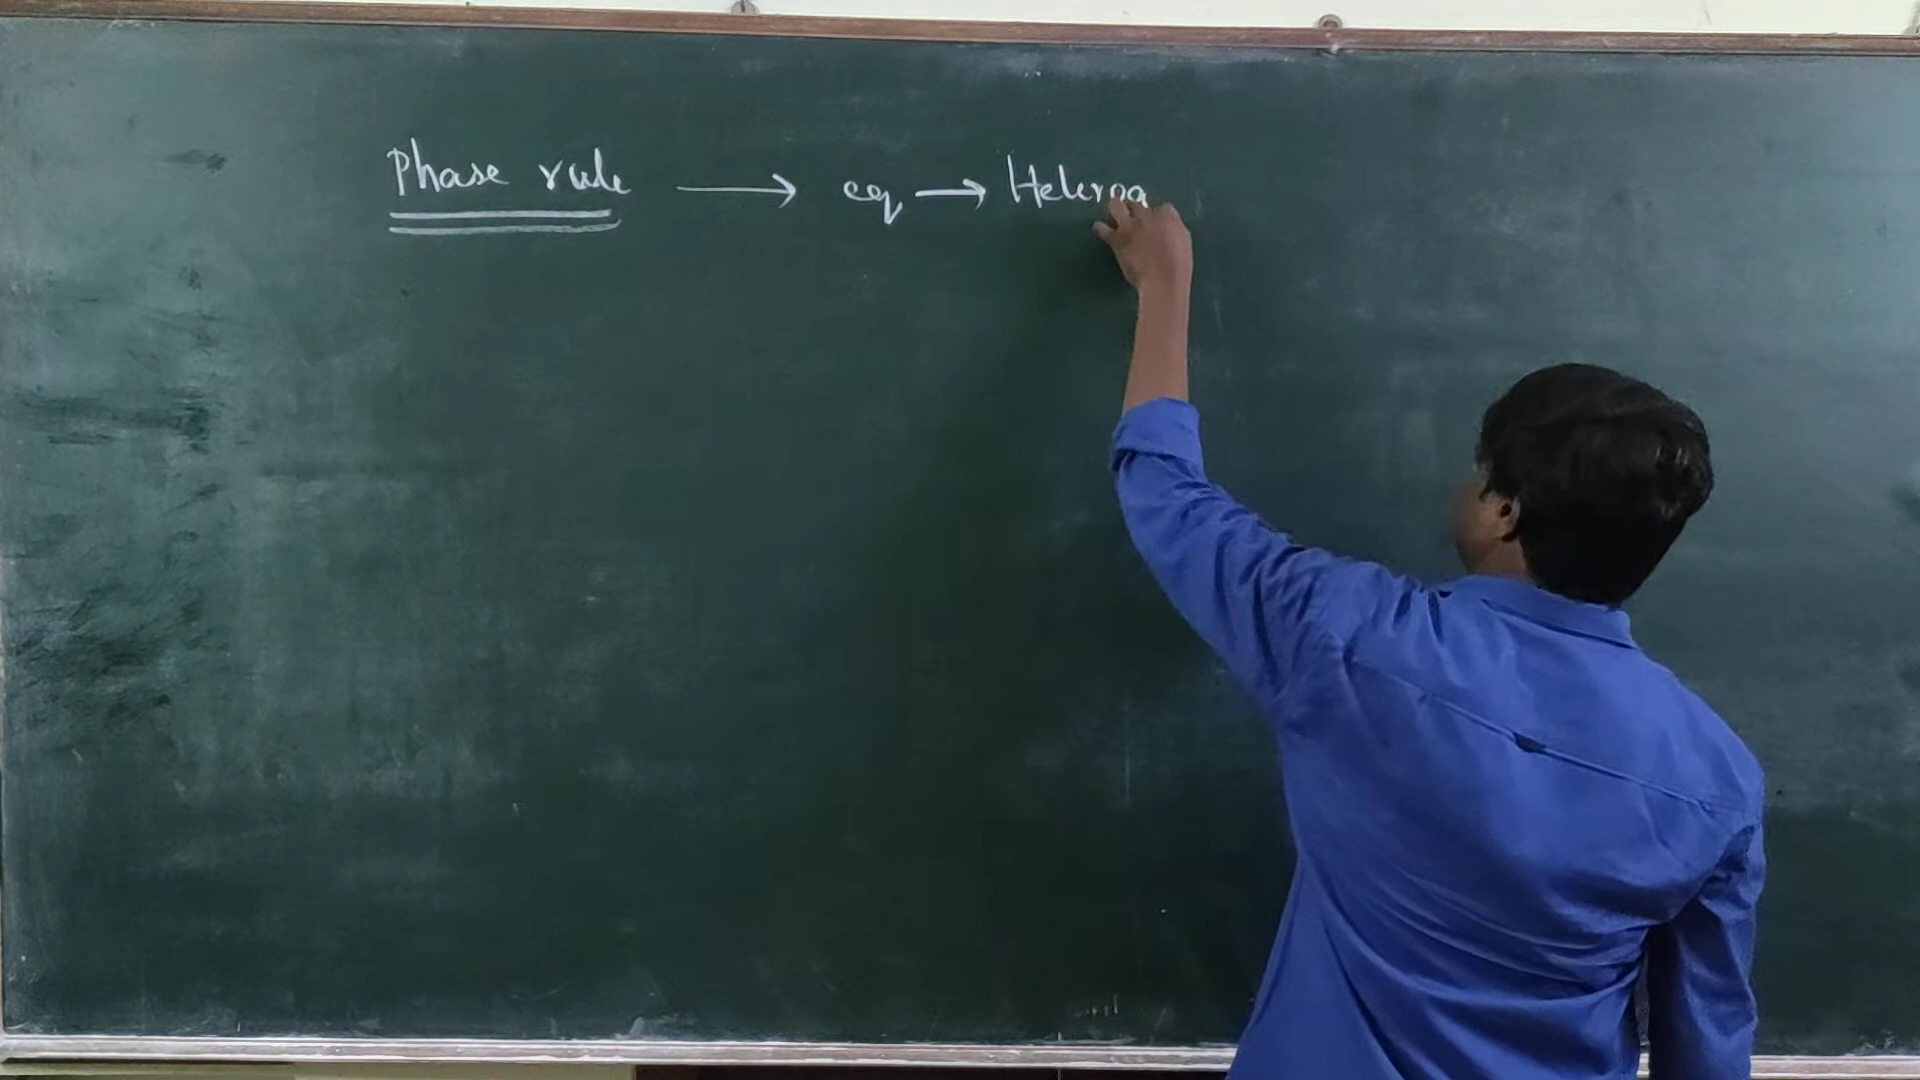 Phase rule → eq → Heterog